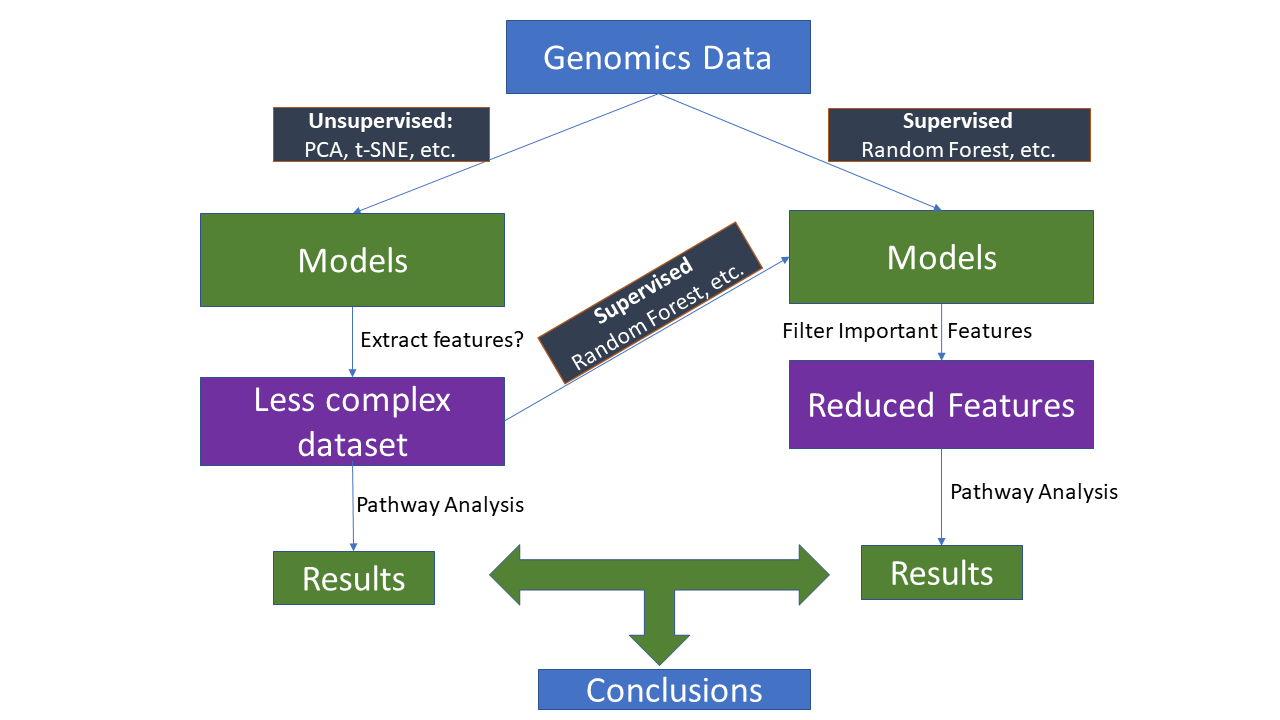 Genomics Data
Unsupervised:
PCA, t-SNE, etc.
Supervised
Random Forest, etc.
Models
Supervised
Random Forest, etc.
Models
Extract features?
Filter Important Features
Less complex
dataset
Reduced Features
Pathway Analysis
Pathway Analysis
Results
Results
Conclusions